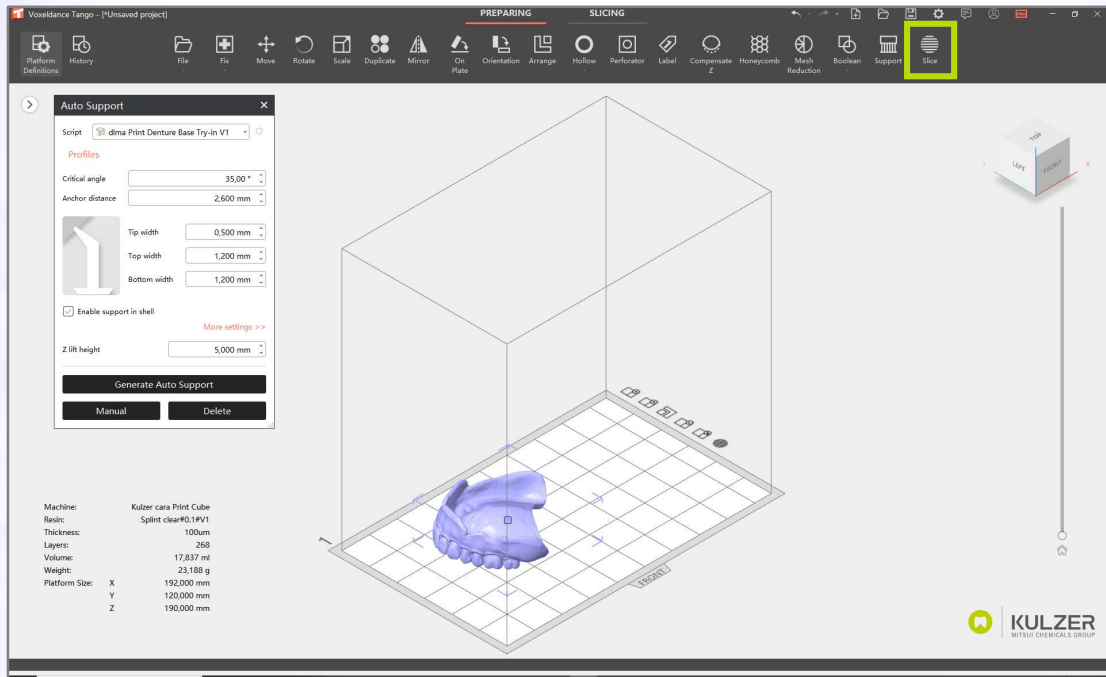 Voxeldance Tango - [*Unsaved project]
PREPARING
SLICING
Platform Definitions
History
File
Fix
Move
Rotate
Scale
Duplicate
Mirror
On Plate
Orientation
Arrange
Hollow
Perforator
Label
Compensate Z
Honeycomb
Mesh Reduction
Boolean
Support
Slice
Auto Support
Script dima Print Denture Base Try-in V1
Profiles
Critical angle 35,00 °
Anchor distance 2,600 mm
Tip width 0,500 mm
Top width 1,200 mm
Bottom width 1,200 mm
Enable support in shell
More settings >>
Z lift height 5,000 mm
Generate Auto Support
Manual Delete
TOP
LEFT
FRONT
X
1
FRONT
Machine: Kulzer cara Print Cube
Resin: Splint clear#0.1#V1
Thickness: 100um
Layers: 268
Volume: 17,837 ml
Weight: 23,188 g
Platform Size: X 192,000 mm
Y 120,000 mm
Z 190,000 mm
KULZER
MITSUI CHEMICALS GROUP